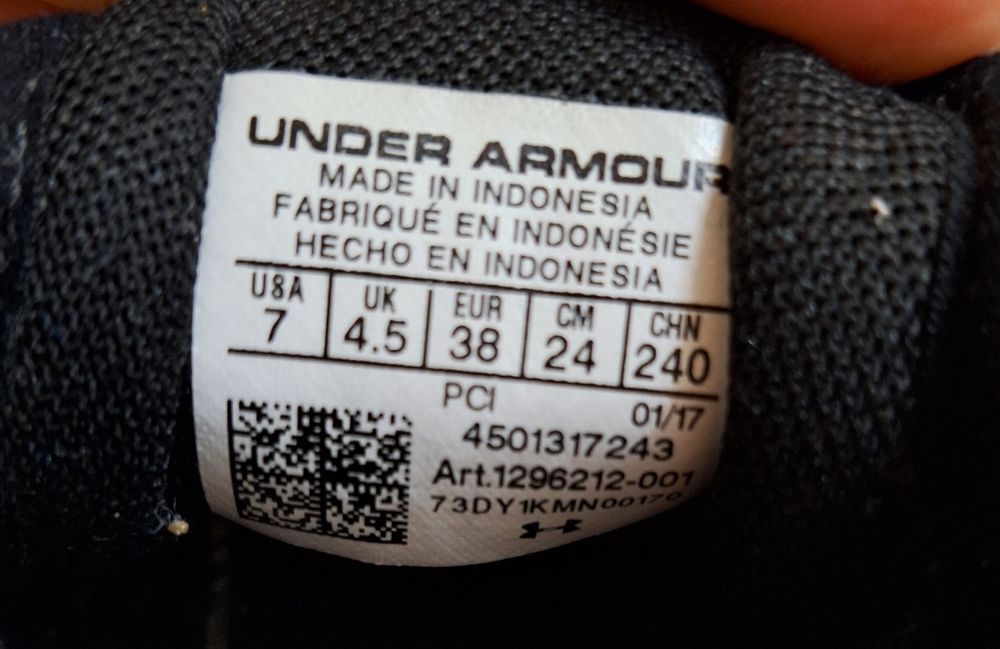 UNDER ARMOUR
MADE IN INDONESIA
FABRIQUÉ EN INDONÉSIE
HECHO EN INDONESIA
USA UK EUR CM CHN
7 4.5 38 24 240
PCI 01/17
4501317243
Art.1296212-001
73DY1KMN00170